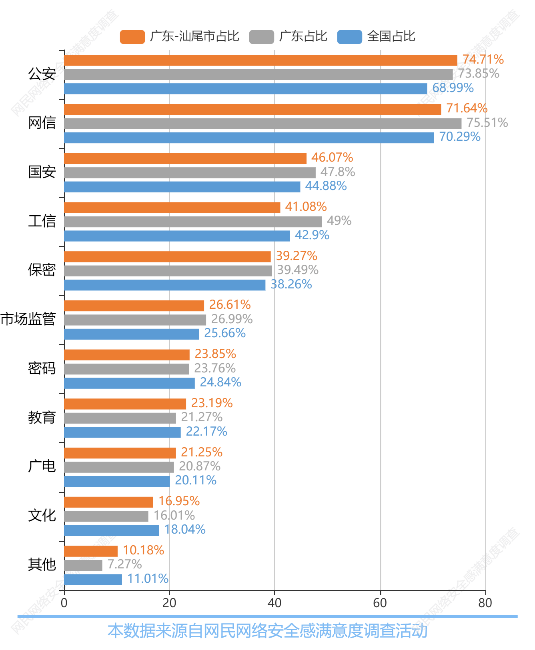 广东-汕尾市占比 广东占比 全国占比
公安 74.71% 73.85% 68.99%
网信 71.64% 75.51% 70.29%
国安 46.07% 47.8% 44.88%
工信 41.08% 49% 42.9%
保密 39.27% 39.49% 38.26%
市场监管 26.61% 26.99% 25.66%
密码 23.85% 23.76% 24.84%
教育 23.19% 21.27% 22.17%
广电 21.25% 20.87% 20.11%
文化 16.95% 16.01% 18.04%
其他 10.18% 7.27% 11.01%
0 20 40 60 80
本数据来源自网民网络安全感满意度调查活动